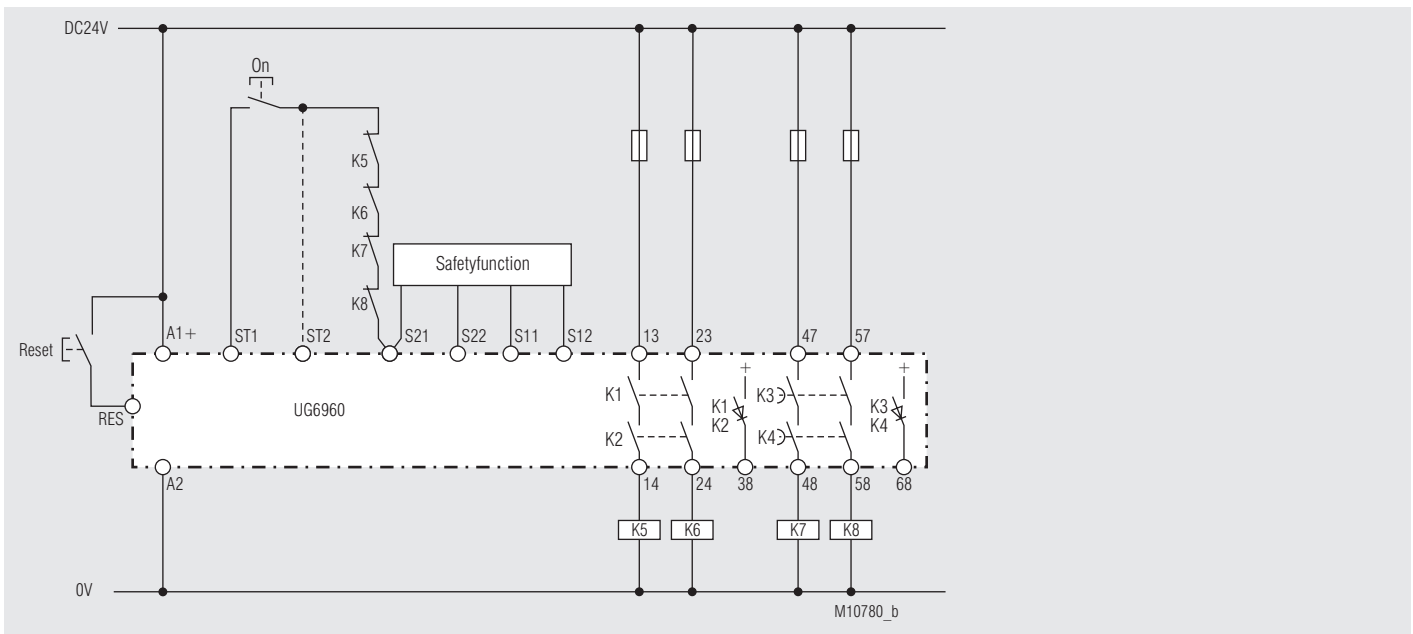 DC24V
On
K5
K6
K7
K8
Safetyfunction
Reset
A1+
ST1
ST2
S21
S22
S11
S12
13
23
47
57
RES
UG6960
K1
K2
K1
K2
K3
K4
K3
K4
A2
14
24
38
48
58
68
K5
K6
K7
K8
0V
M10780_b